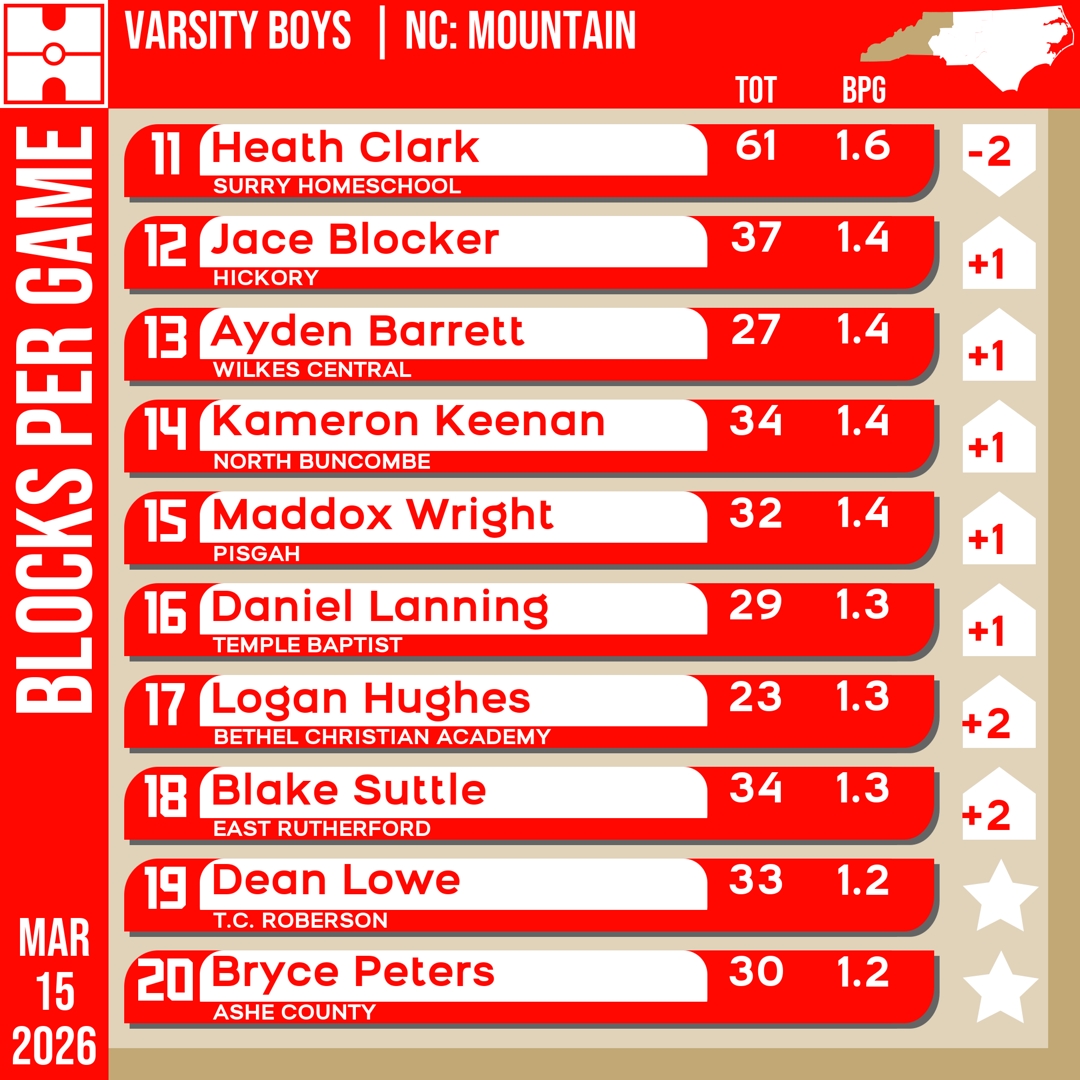 VARSITY BOYS | NC: MOUNTAIN
TOT BPG
BLOCKS PER GAME
MAR
15
2026
11 Heath Clark 61 1.6 -2
SURRY HOMESCHOOL
12 Jace Blocker 37 1.4 +1
HICKORY
13 Ayden Barrett 27 1.4 +1
WILKES CENTRAL
14 Kameron Keenan 34 1.4 +1
NORTH BUNCOMBE
15 Maddox Wright 32 1.4 +1
PISGAH
16 Daniel Lanning 29 1.3 +1
TEMPLE BAPTIST
17 Logan Hughes 23 1.3 +2
BETHEL CHRISTIAN ACADEMY
18 Blake Suttle 34 1.3 +2
EAST RUTHERFORD
19 Dean Lowe 33 1.2
T.C. ROBERSON
20 Bryce Peters 30 1.2
ASHE COUNTY